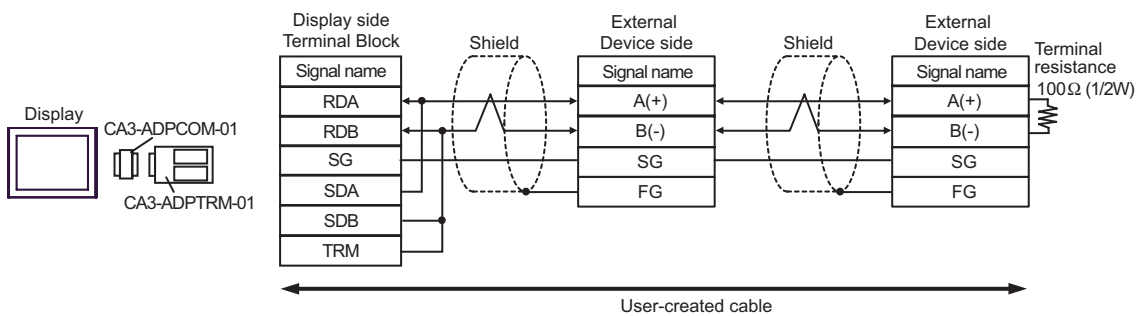 Display
CA3-ADPCOM-01
CA3-ADPTRM-01
Display side
Terminal Block
Signal name
RDA
RDB
SG
SDA
SDB
TRM
Shield
External
Device side
Signal name
A(+)
B(-)
SG
FG
Shield
External
Device side
Signal name
A(+)
B(-)
SG
FG
Terminal
resistance
100Ω (1/2W)
User-created cable